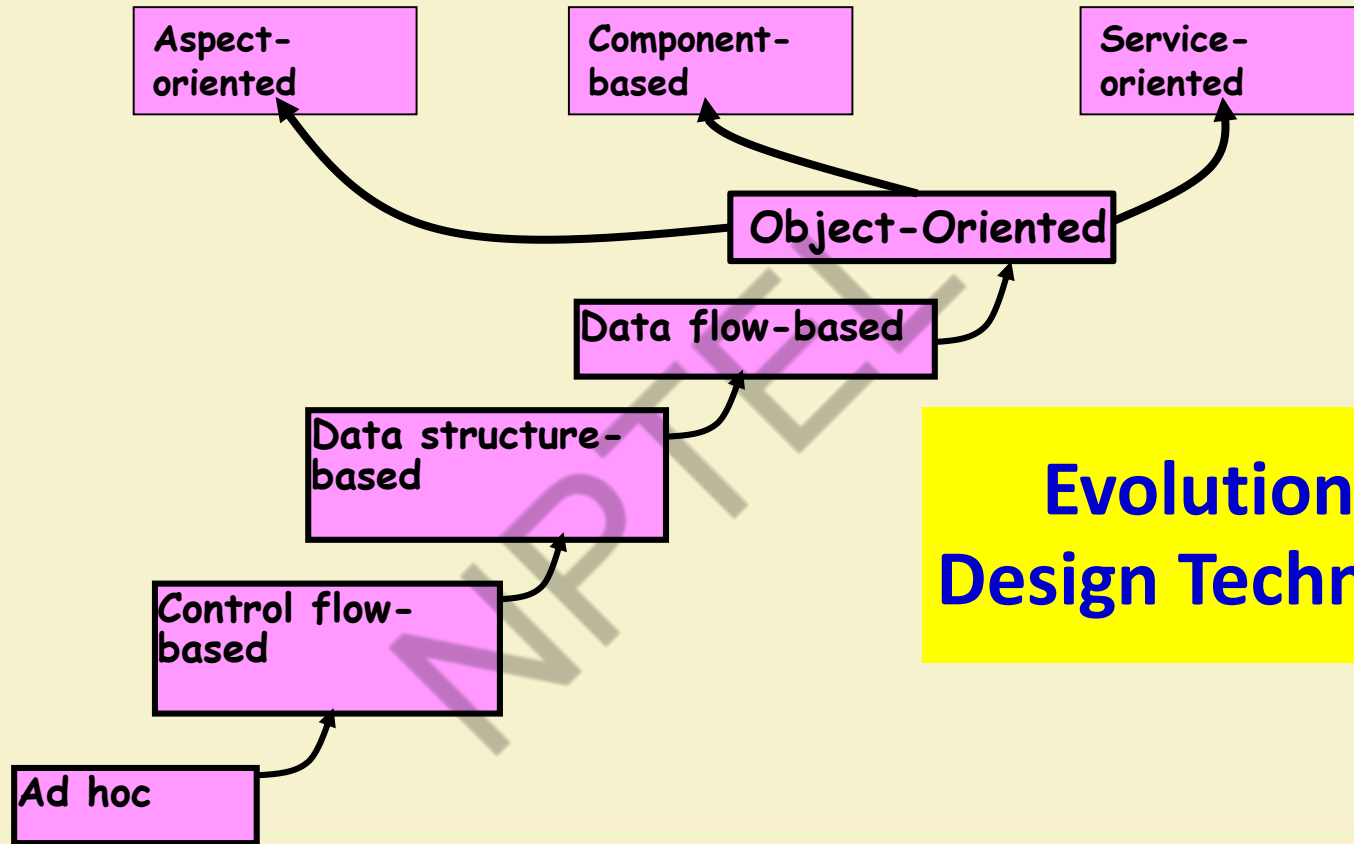 Aspect-
oriented
Component-
based
Service-
oriented
Object-Oriented
Data flow-based
Data structure-
based
Evolution
Design Techn
Control flow-
based
Ad hoc
NPTEL